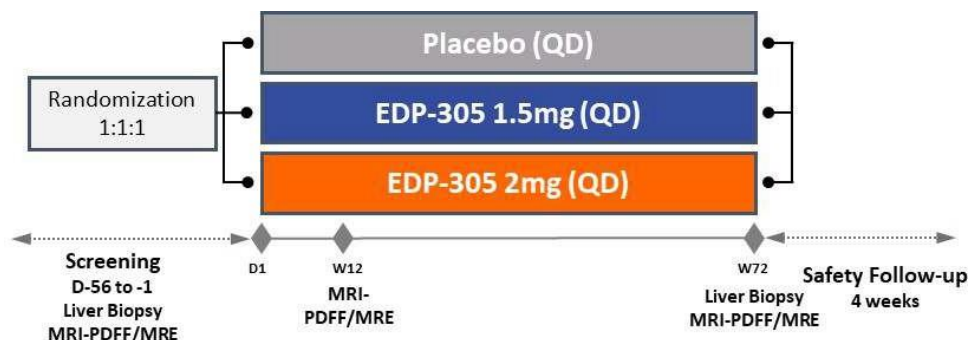 Placebo (QD)
Randomization
1:1:1
EDP-305 1.5mg (QD)
EDP-305 2mg (QD)
Screening
D-56 to -1
Liver Biopsy
MRI-PDFF/MRE
D1
W12
MRI-
PDFF/MRE
W72
Liver Biopsy
MRI-PDFF/MRE
Safety Follow-up
4 weeks